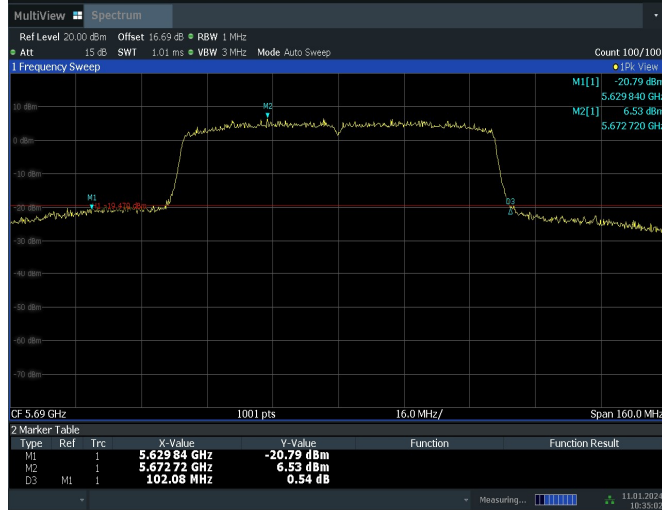 MultiView Spectrum
Ref Level 20.00 dBm Offset 16.69 dB RBW 1 MHz
Att 15 dB SWT 1.01 ms VBW 3 MHz Mode Auto Sweep Count 100/100
1 Frequency Sweep 1Pk View
M1[1] -20.79 dBm
5.629 840 GHz
M2[1] 6.53 dBm
5.672 720 GHz
M2
10 dBm
0 dBm
-10 dBm
M1
-20 dBm
D3
-30 dBm
-40 dBm
-50 dBm
-60 dBm
-70 dBm
CF 5.69 GHz 1001 pts 16.0 MHz/ Span 160.0 MHz
2 Marker Table
Type Ref Trc X-Value Y-Value Function Function Result
M1 1 5.629 84 GHz -20.79 dBm
M2 1 5.672 72 GHz 6.53 dBm
D3 M1 1 102.08 MHz 0.54 dB
Measuring... 11.01.2024
10:35:02